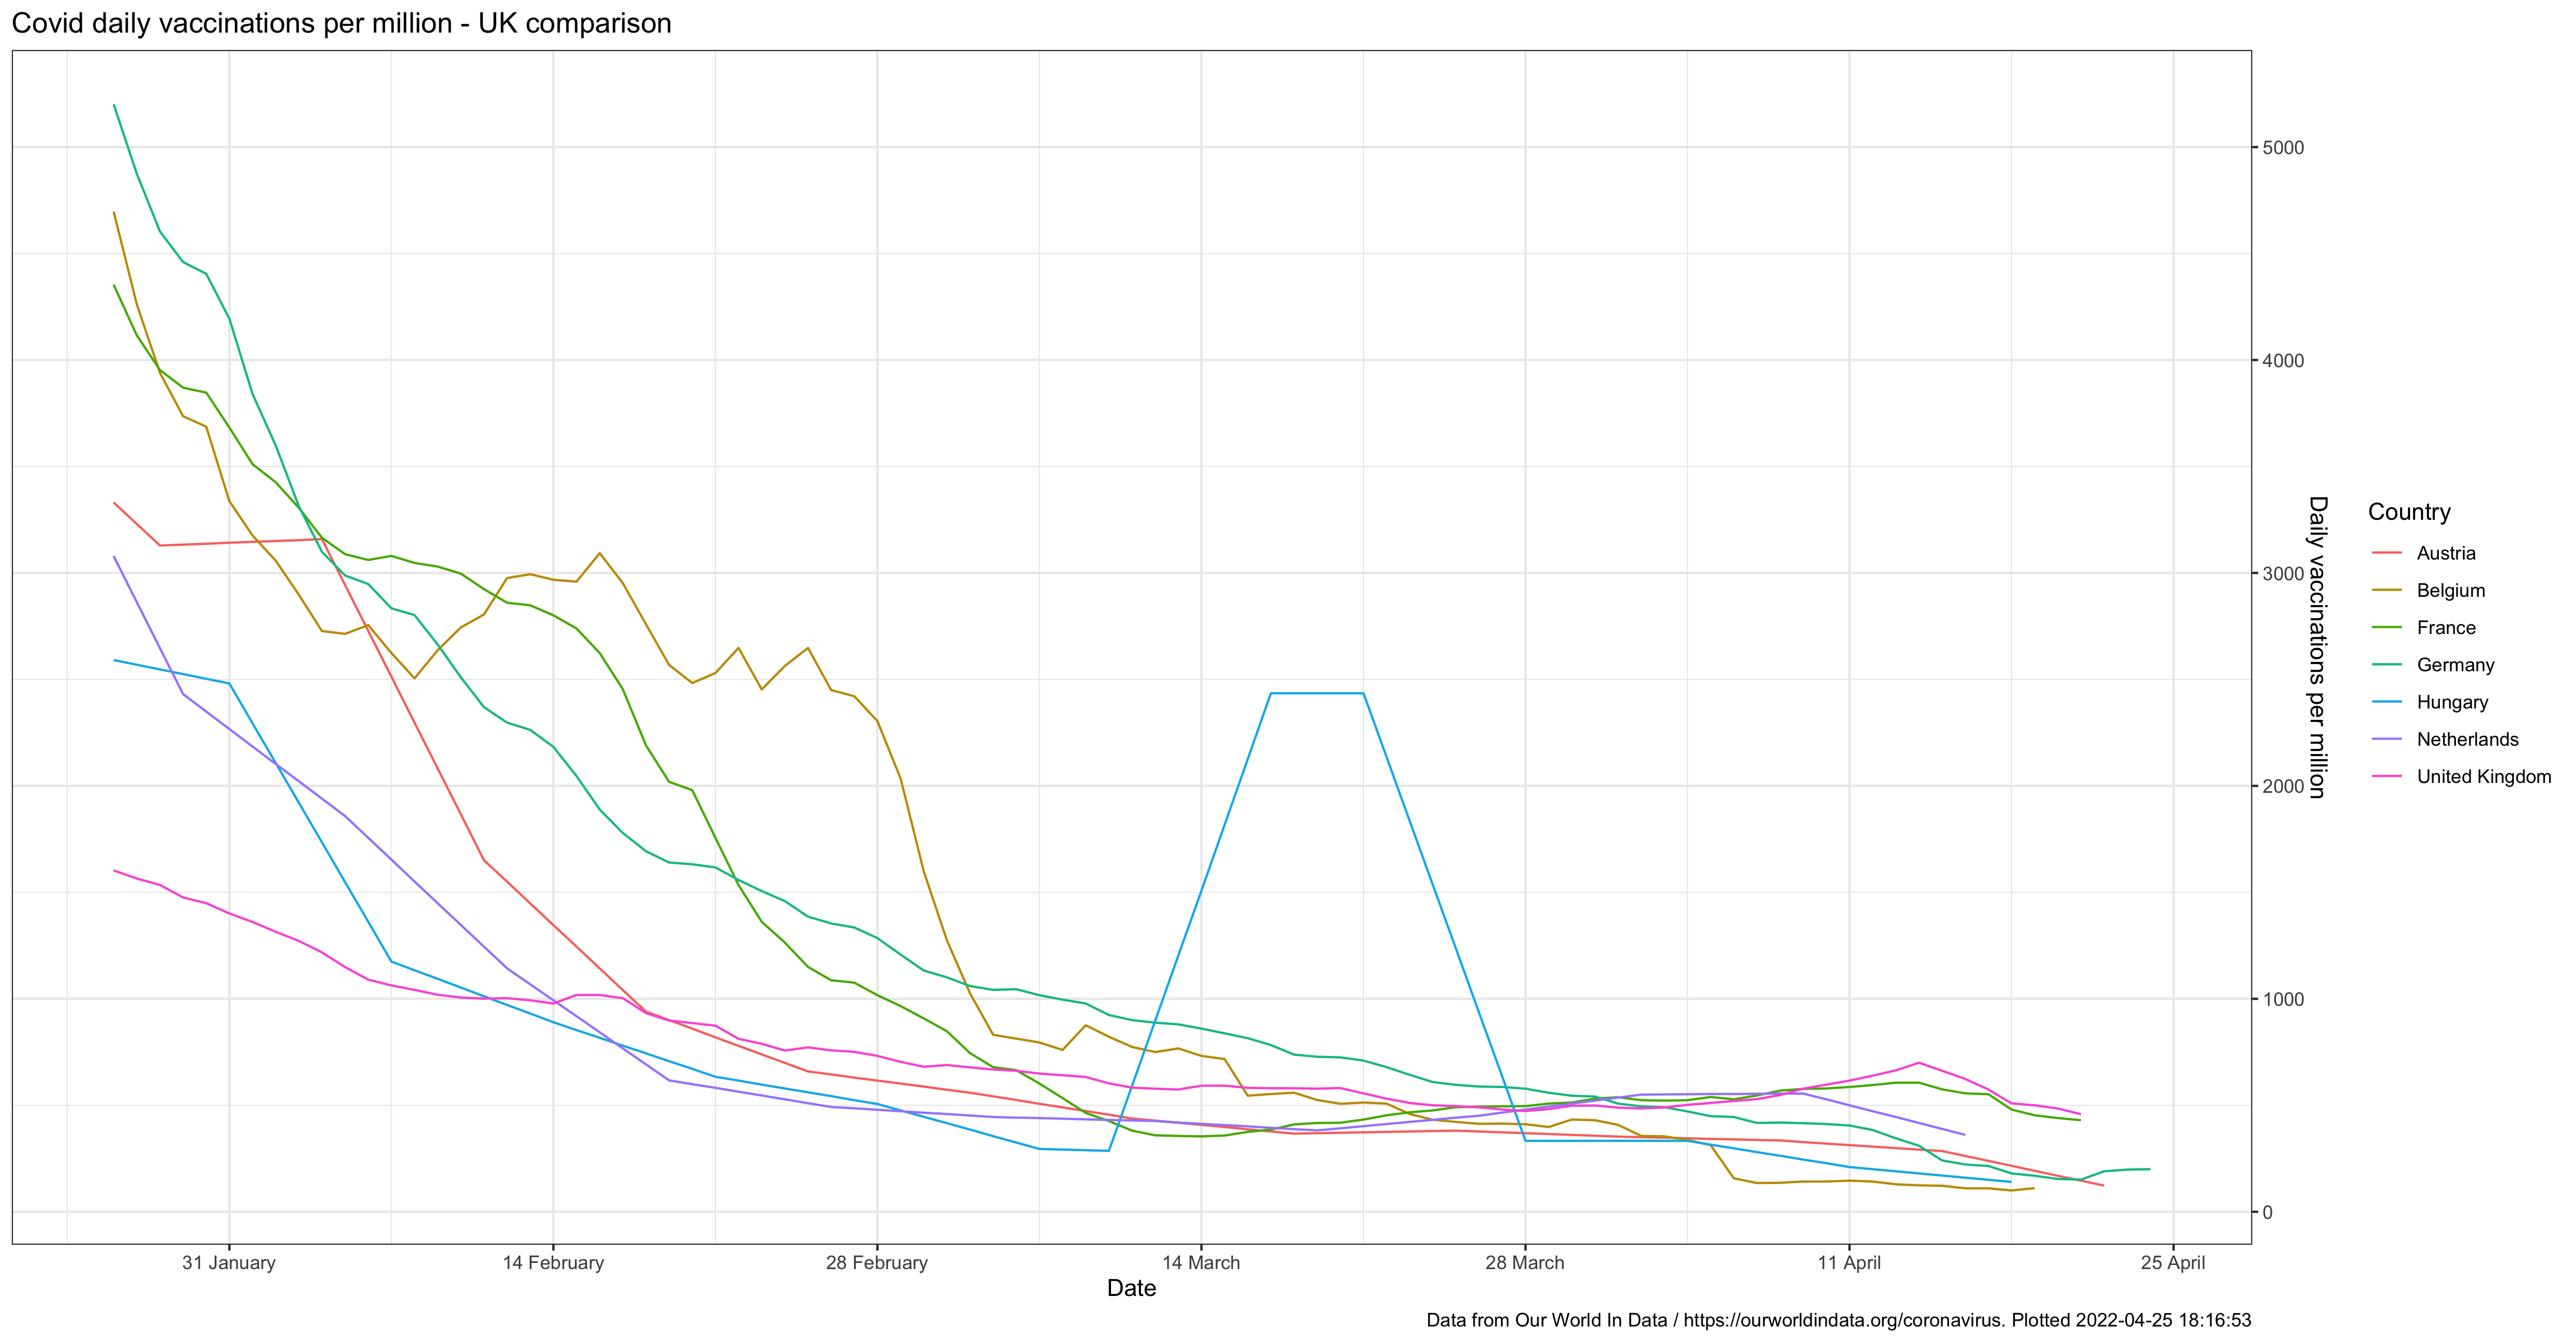 Covid daily vaccinations per million - UK comparison
5000
4000
3000
2000
1000
0
Daily vaccinations per million
Country
Austria
Belgium
France
Germany
Hungary
Netherlands
United Kingdom
31 January
14 February
28 February
14 March
28 March
11 April
25 April
Date
Data from Our World In Data / https://ourworldindata.org/coronavirus. Plotted 2022-04-25 18:16:53